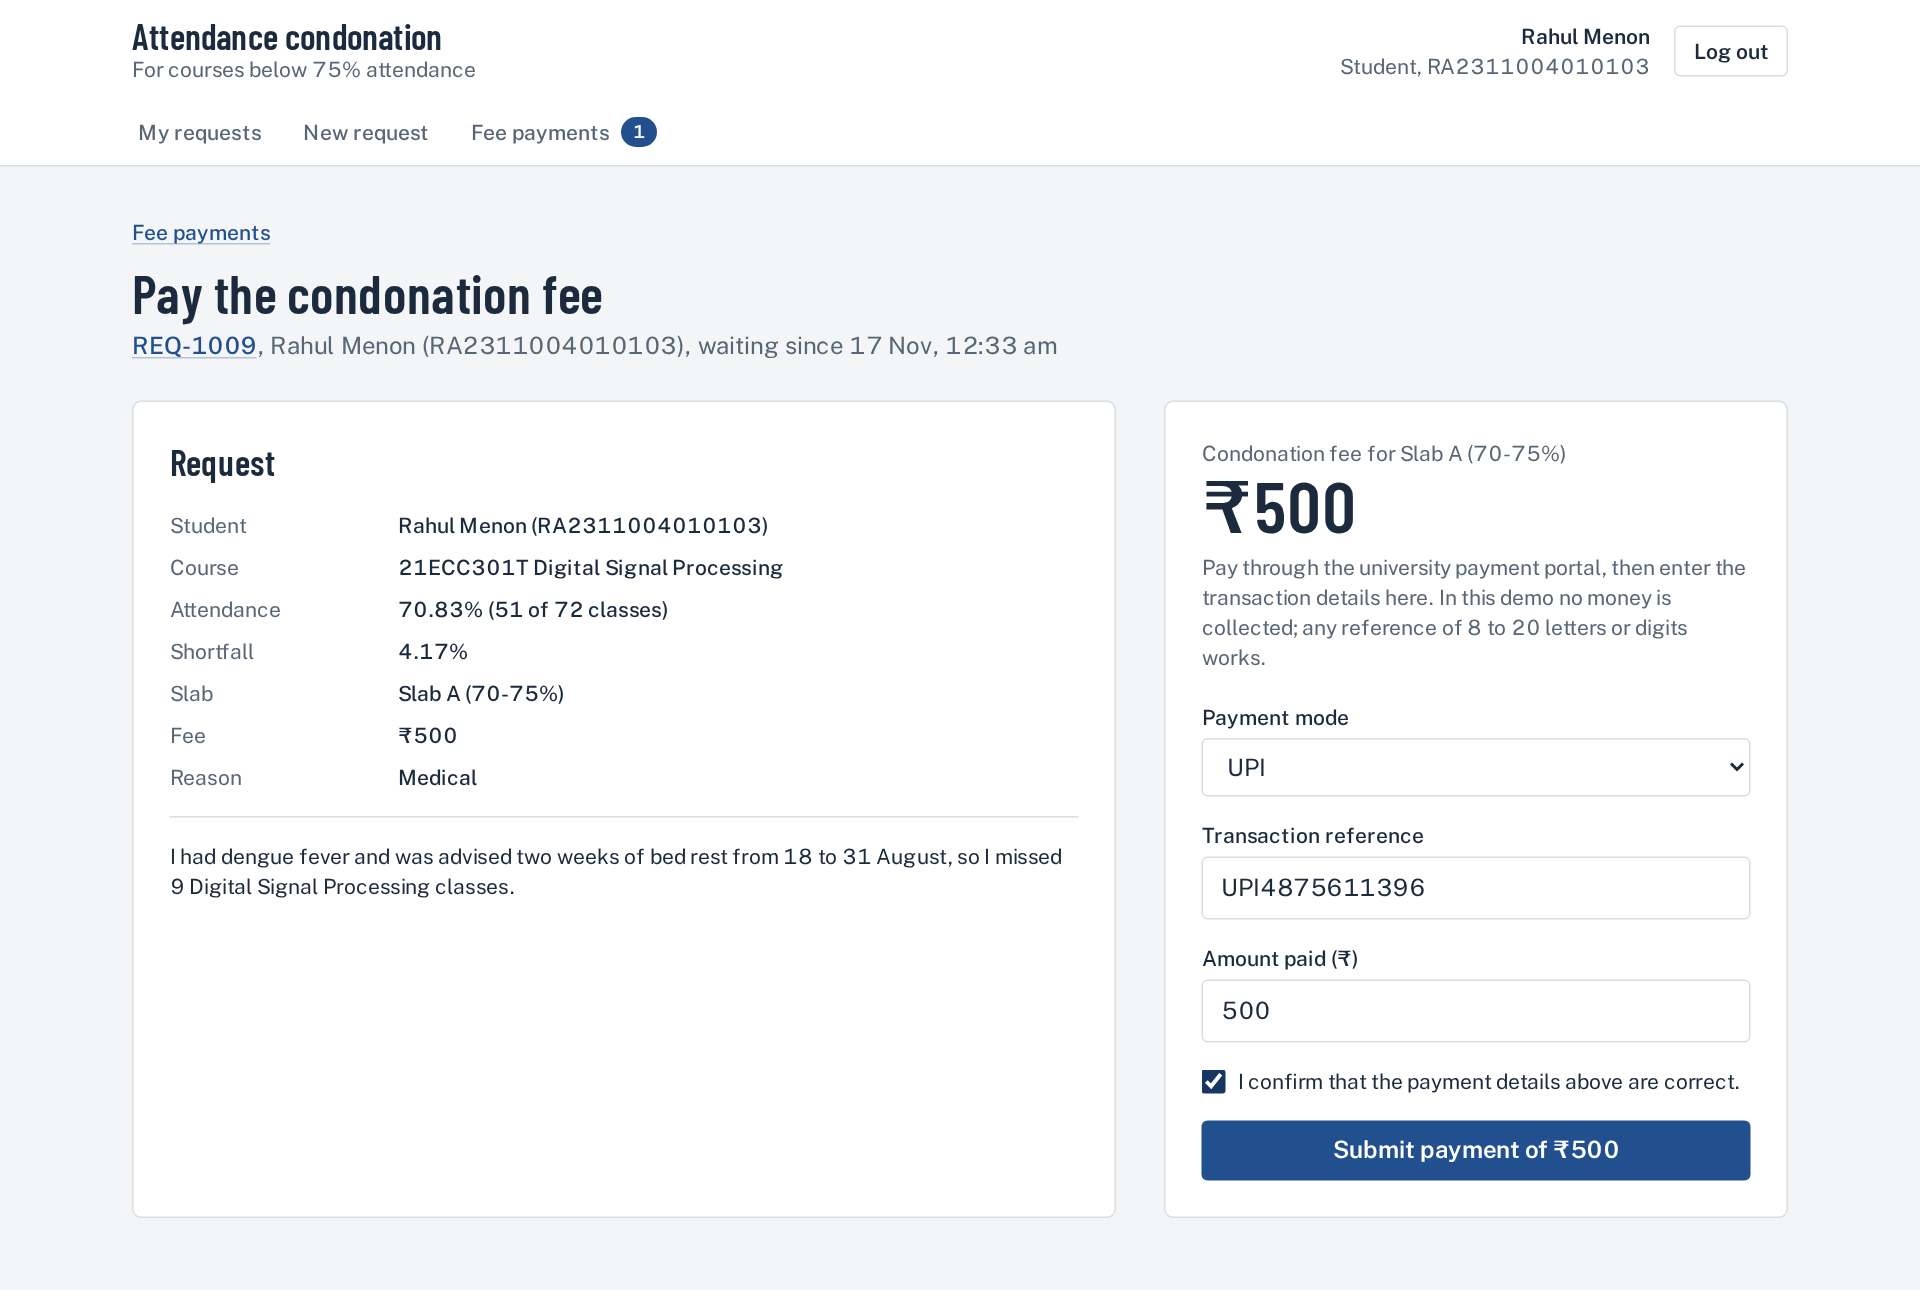 Attendance condonation
For courses below 75% attendance
Rahul Menon
Student, RA2311004010103
Log out
My requests
New request
Fee payments 1
Fee payments
Pay the condonation fee
REQ-1009, Rahul Menon (RA2311004010103), waiting since 17 Nov, 12:33 am
Request
Student Rahul Menon (RA2311004010103)
Course 21ECC301T Digital Signal Processing
Attendance 70.83% (51 of 72 classes)
Shortfall 4.17%
Slab Slab A (70-75%)
Fee ₹500
Reason Medical
I had dengue fever and was advised two weeks of bed rest from 18 to 31 August, so I missed
9 Digital Signal Processing classes.
Condonation fee for Slab A (70-75%)
₹500
Pay through the university payment portal, then enter the
transaction details here. In this demo no money is
collected; any reference of 8 to 20 letters or digits
works.
Payment mode
UPI
Transaction reference
UPI4875611396
Amount paid (₹)
500
I confirm that the payment details above are correct.
Submit payment of ₹500